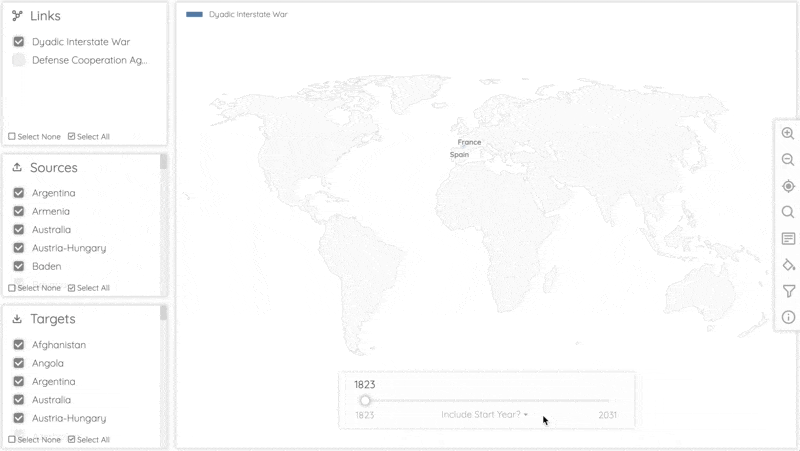 Links
Dyadic Interstate War
Defense Cooperation Ag...
Select None Select All
Sources
Argentina
Armenia
Australia
Austria-Hungary
Baden
Select None Select All
Targets
Afghanistan
Angola
Argentina
Australia
Austria-Hungary
Select None Select All
Dyadic Interstate War
France
Spain
1823
1823 Include Start Year? 2031